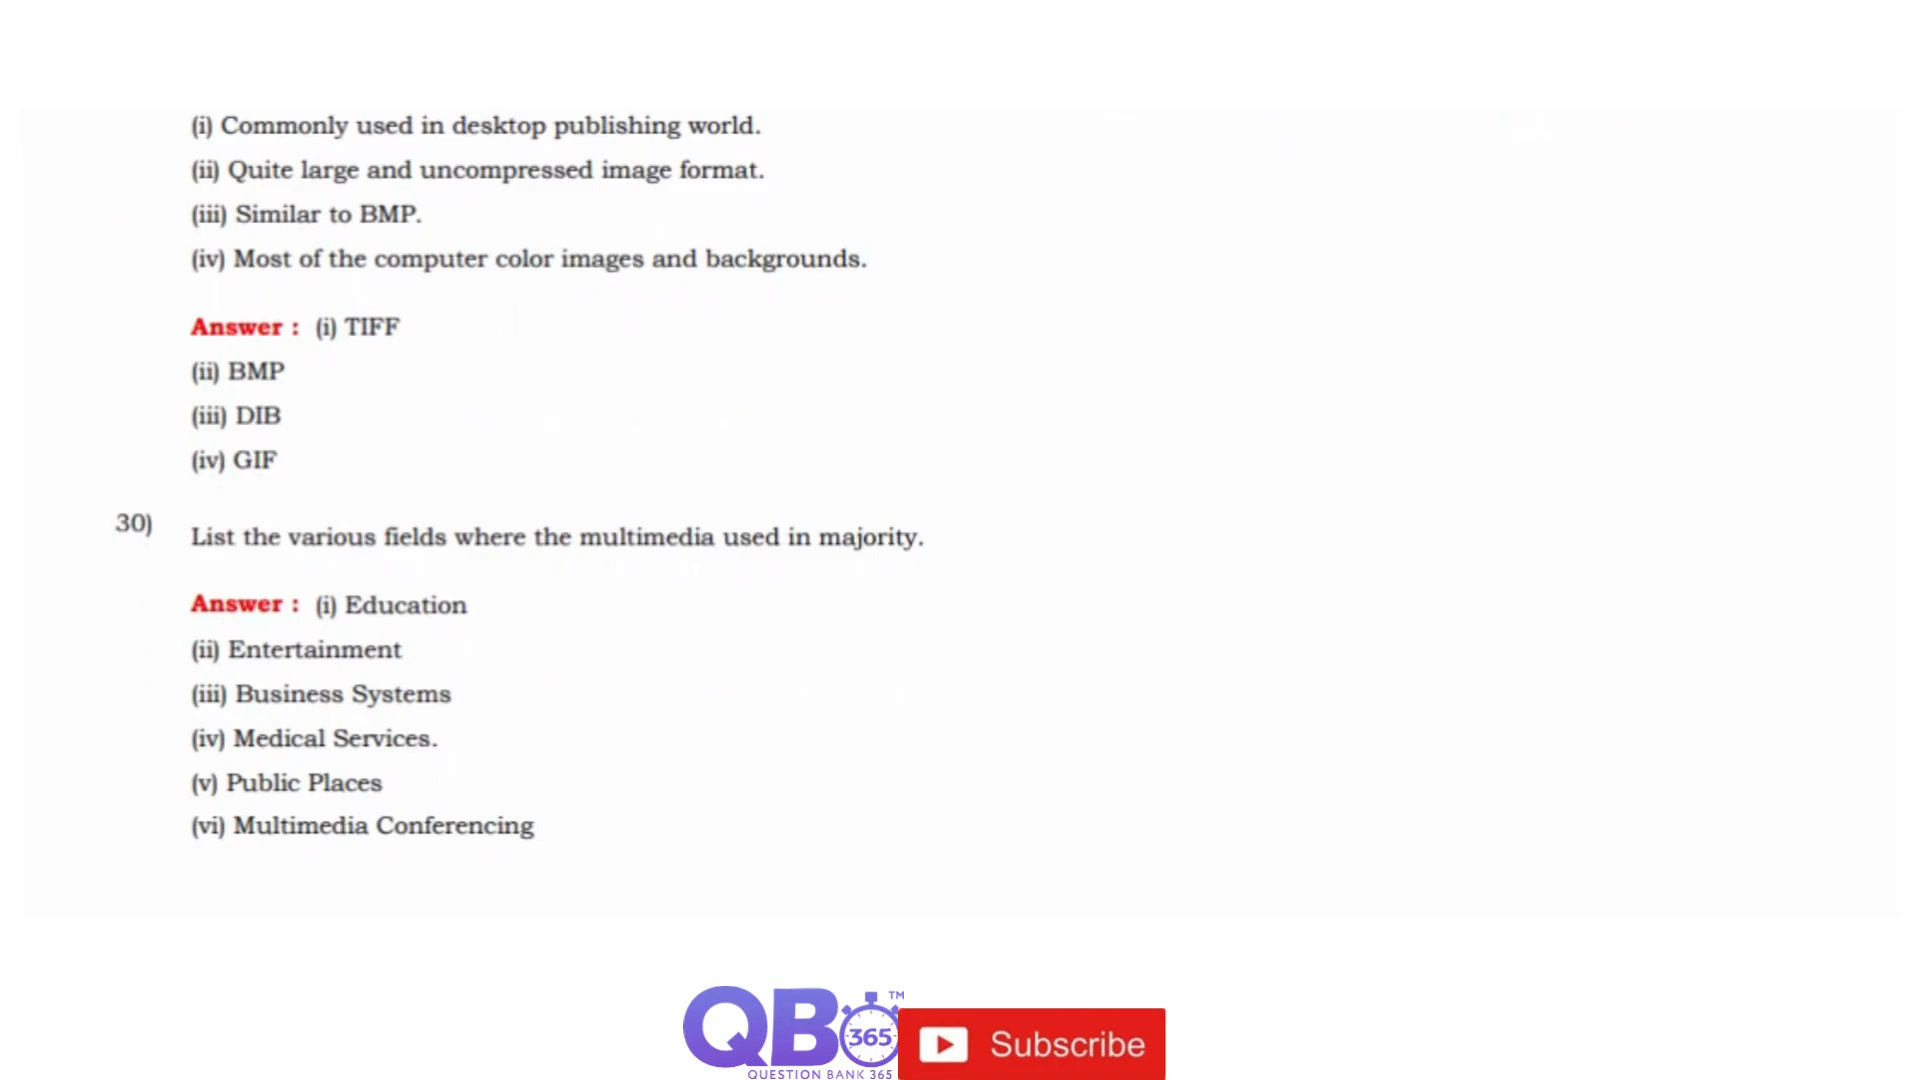 (i) Commonly used in desktop publishing world.
(ii) Quite large and uncompressed image format.
(iii) Similar to BMP.
(iv) Most of the computer color images and backgrounds.
Answer : (i) TIFF
(ii) BMP
(iii) DIB
(iv) GIF
30) List the various fields where the multimedia used in majority.
Answer : (i) Education
(ii) Entertainment
(iii) Business Systems
(iv) Medical Services.
(v) Public Places
(vi) Multimedia Conferencing
QB 365 TM
QUESTION BANK 365
Subscribe